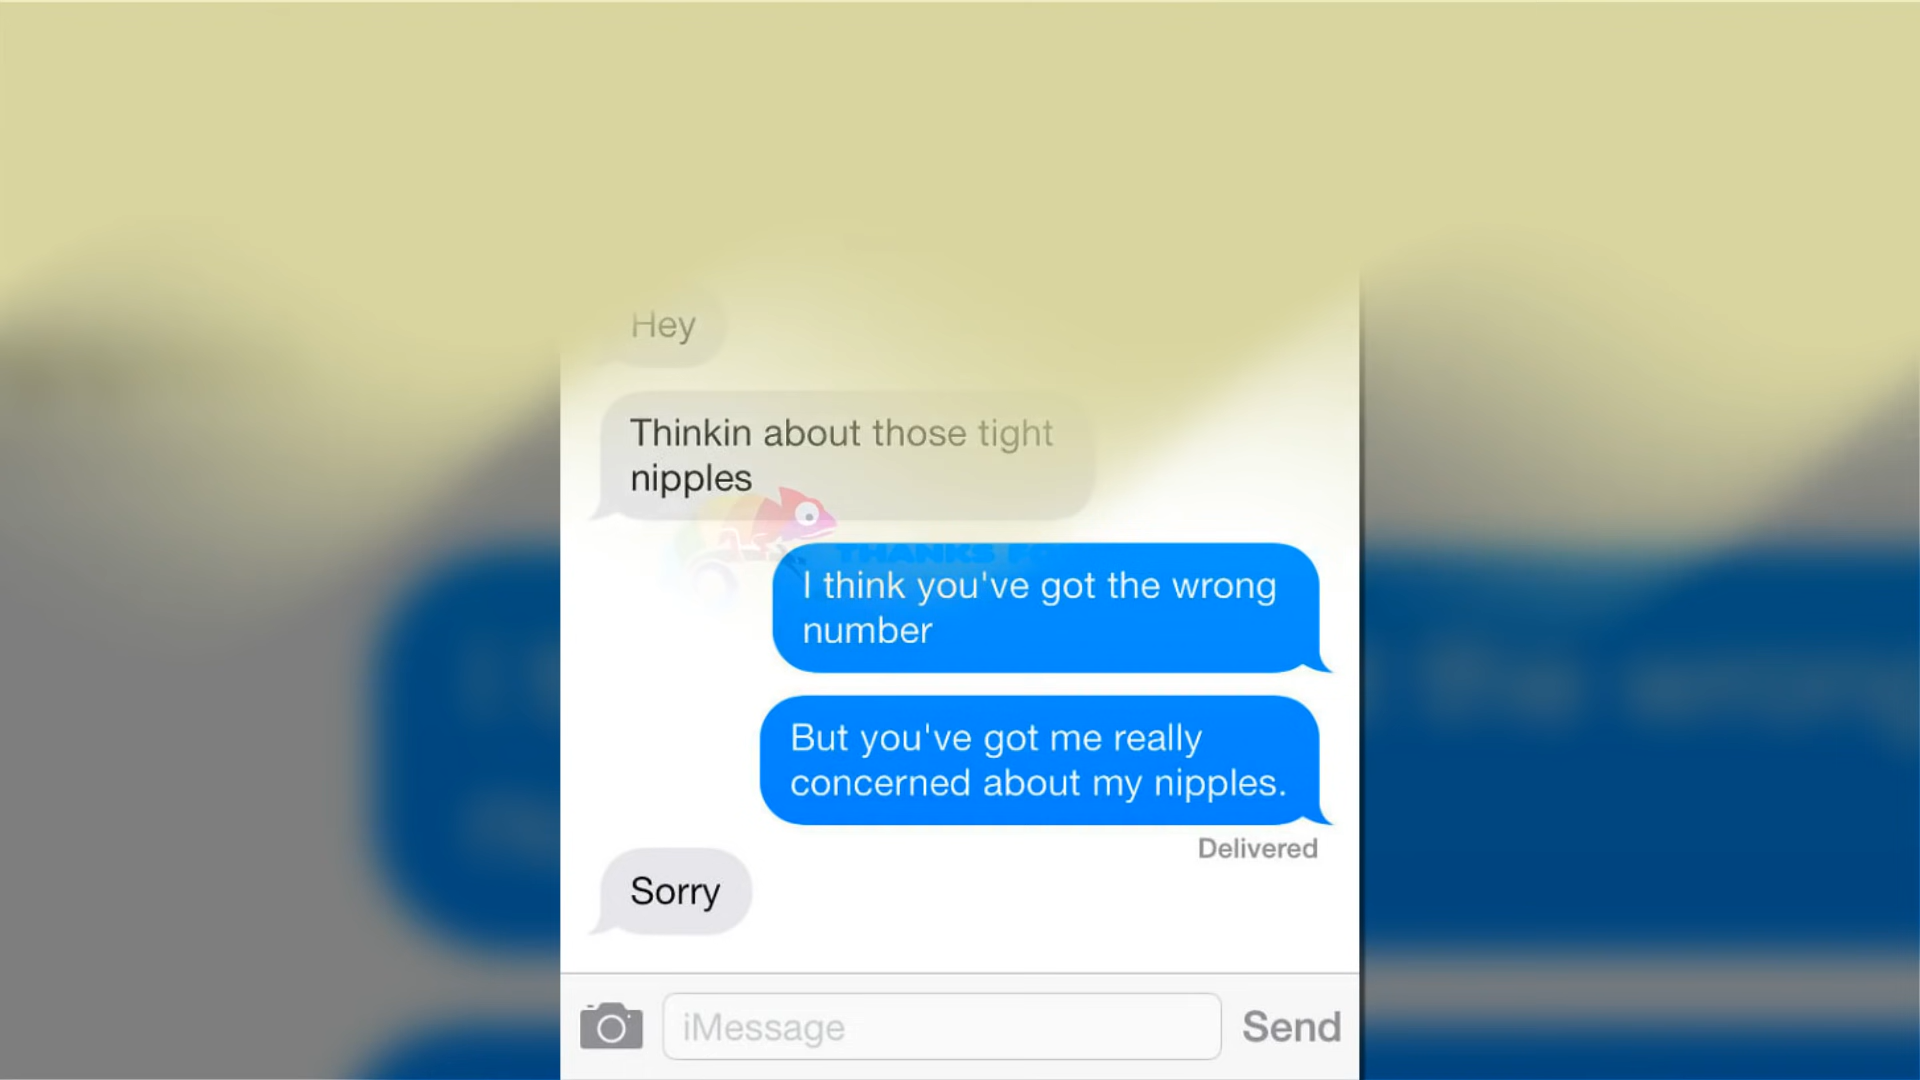 Hey
Thinkin about those tight
nipples
THANKS
I think you've got the wrong
number
But you've got me really
concerned about my nipples.
Delivered
Sorry
iMessage
Send